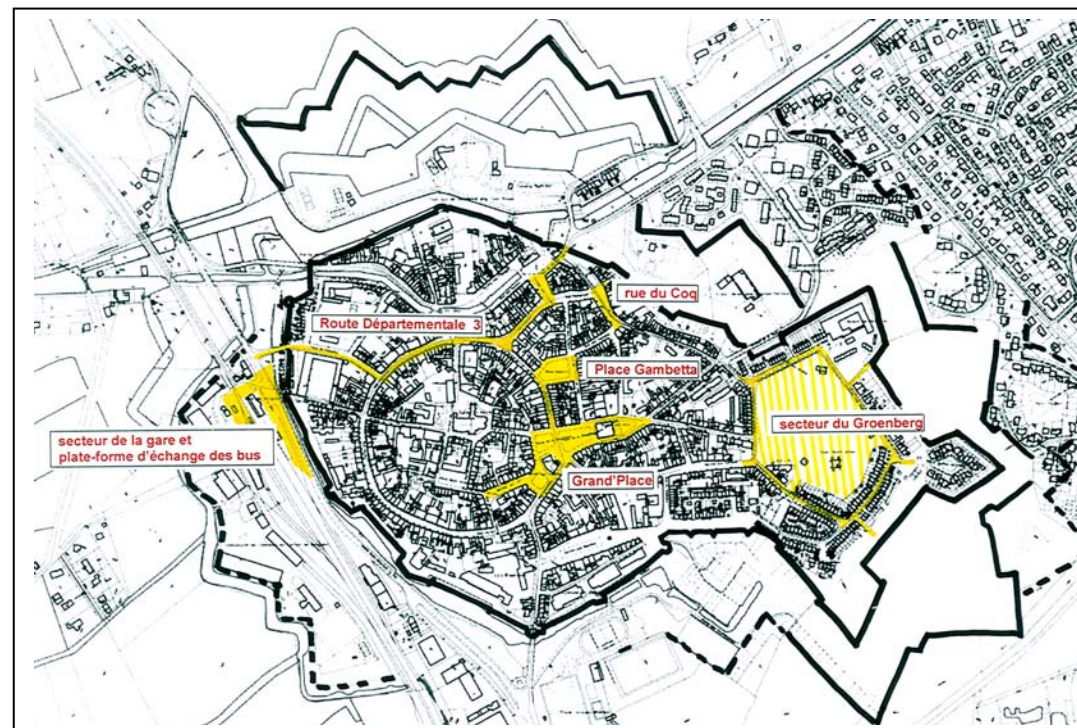 rue du Coq
Route Départementale 3
Place Gambetta
secteur du Groenberg
secteur de la gare et
plate-forme d'échange des bus
Grand'Place